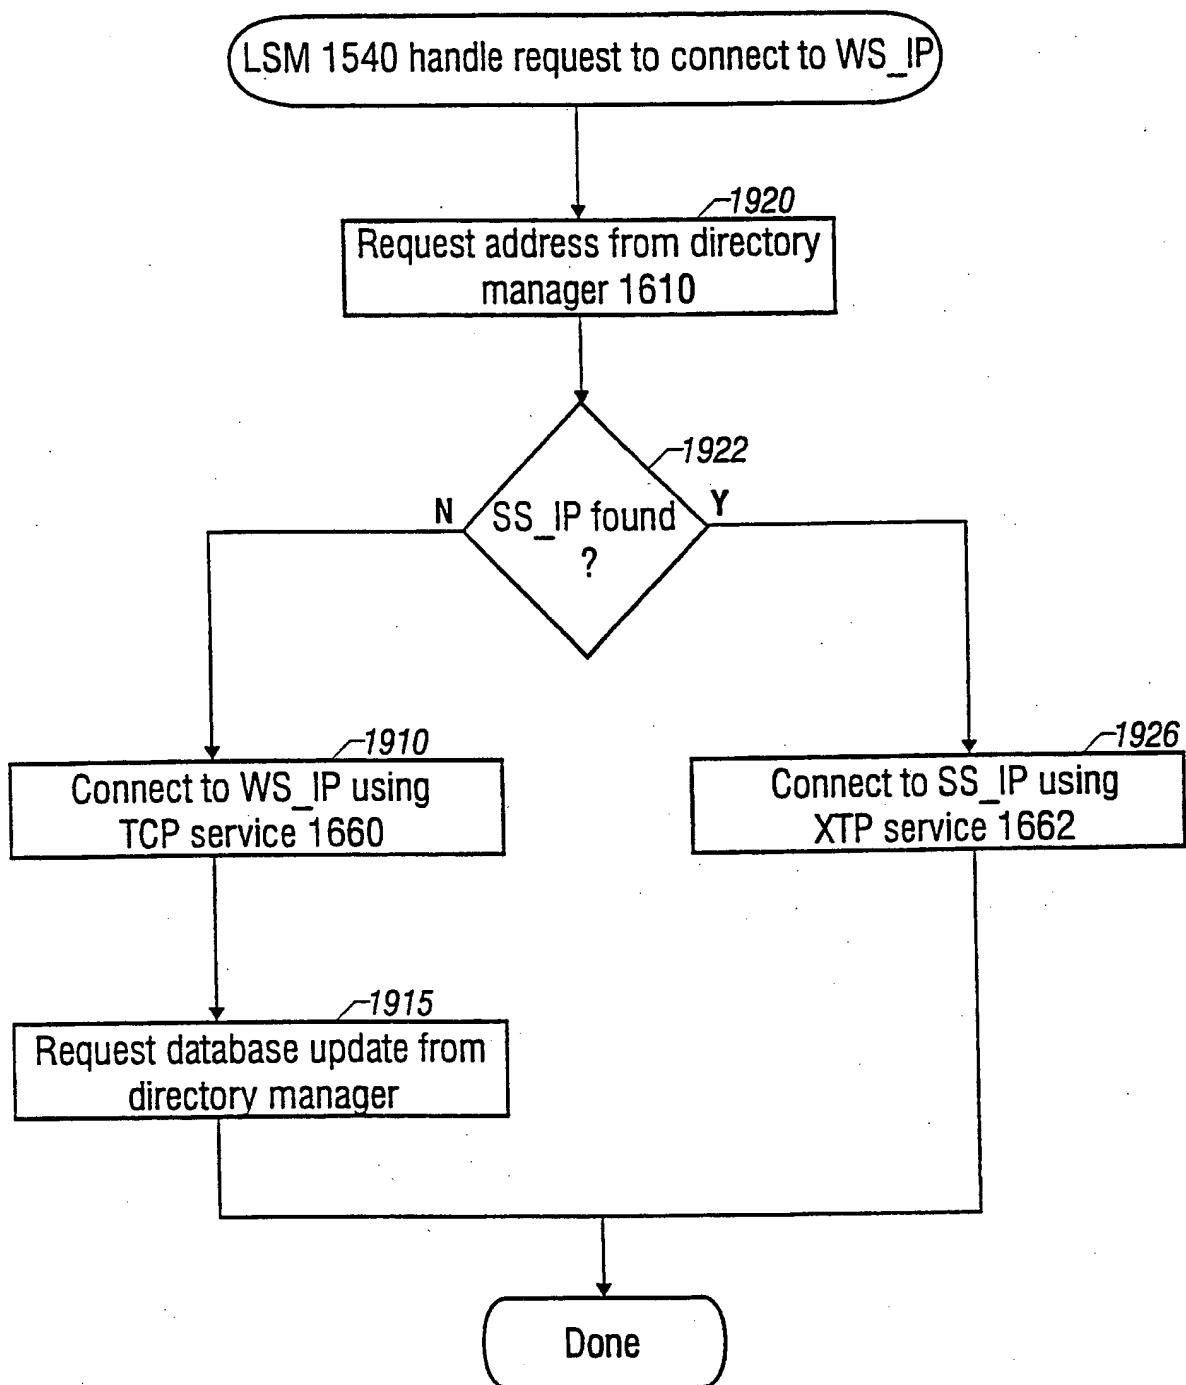 LSM 1540 handle request to connect to WS_IP
1920
Request address from directory
manager 1610
1922
N
SS_IP found
?
Y
1910
Connect to WS_IP using
TCP service 1660
1926
Connect to SS_IP using
XTP service 1662
1915
Request database update from
directory manager
Done